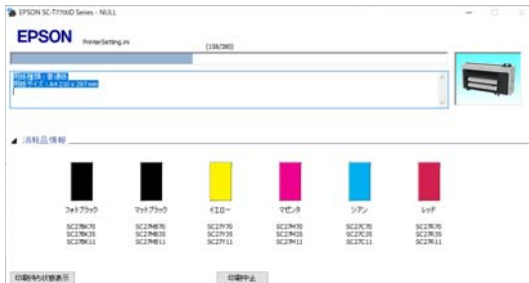 EPSON SC-T7700D Series - NULL
EPSON
PrinterSetting.ini
(158/380)
用紙種類 : 普通紙
用紙サイズ : A4 210 x 297 mm
消耗品情報
フォトブラック
マットブラック
イエロー
マゼンタ
シアン
レッド
SC27BK70
SC27MB70
SC27Y70
SC27M70
SC27C70
SC27R70
SC27BK35
SC27MB35
SC27Y35
SC27M35
SC27C35
SC27R35
SC27BK11
SC27MB11
SC27Y11
SC27M11
SC27C11
SC27R11
印刷待ち状態表示
印刷中止